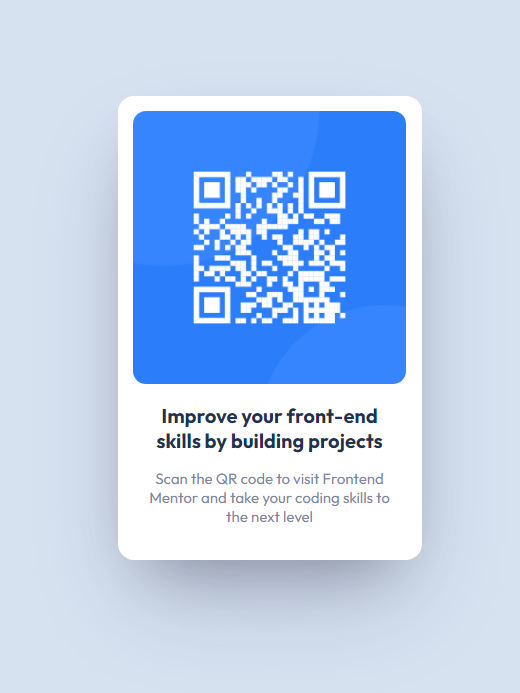 Improve your front-end
skills by building projects
Scan the QR code to visit Frontend
Mentor and take your coding skills to
the next level